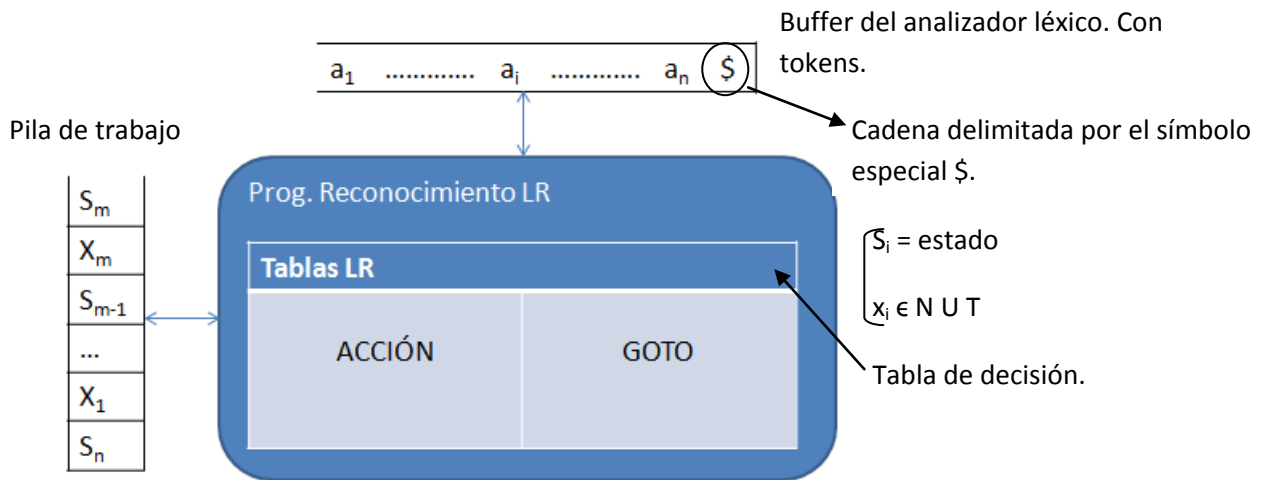 Buffer del analizador léxico. Con
tokens.
a1 ............. ai ............. an $
Cadena delimitada por el símbolo
especial $.
Pila de trabajo
Sm
Xm
Sm-1
...
X1
Sn
Prog. Reconocimiento LR
Tablas LR
ACCIÓN GOTO
Si = estado
xi ϵ N U T
Tabla de decisión.